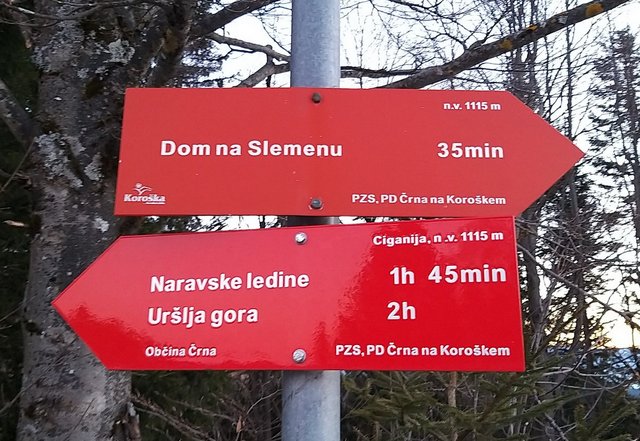 n.v. 1115 m
Dom na Slemenu 35min
Koroška
PZS, PD Črna na Koroškem
Ciganija, n .v. 1115 m
Naravske ledine 1h 45min
Uršlja gora 2h
Občina Črna PZS, PD Črna na Koroškem